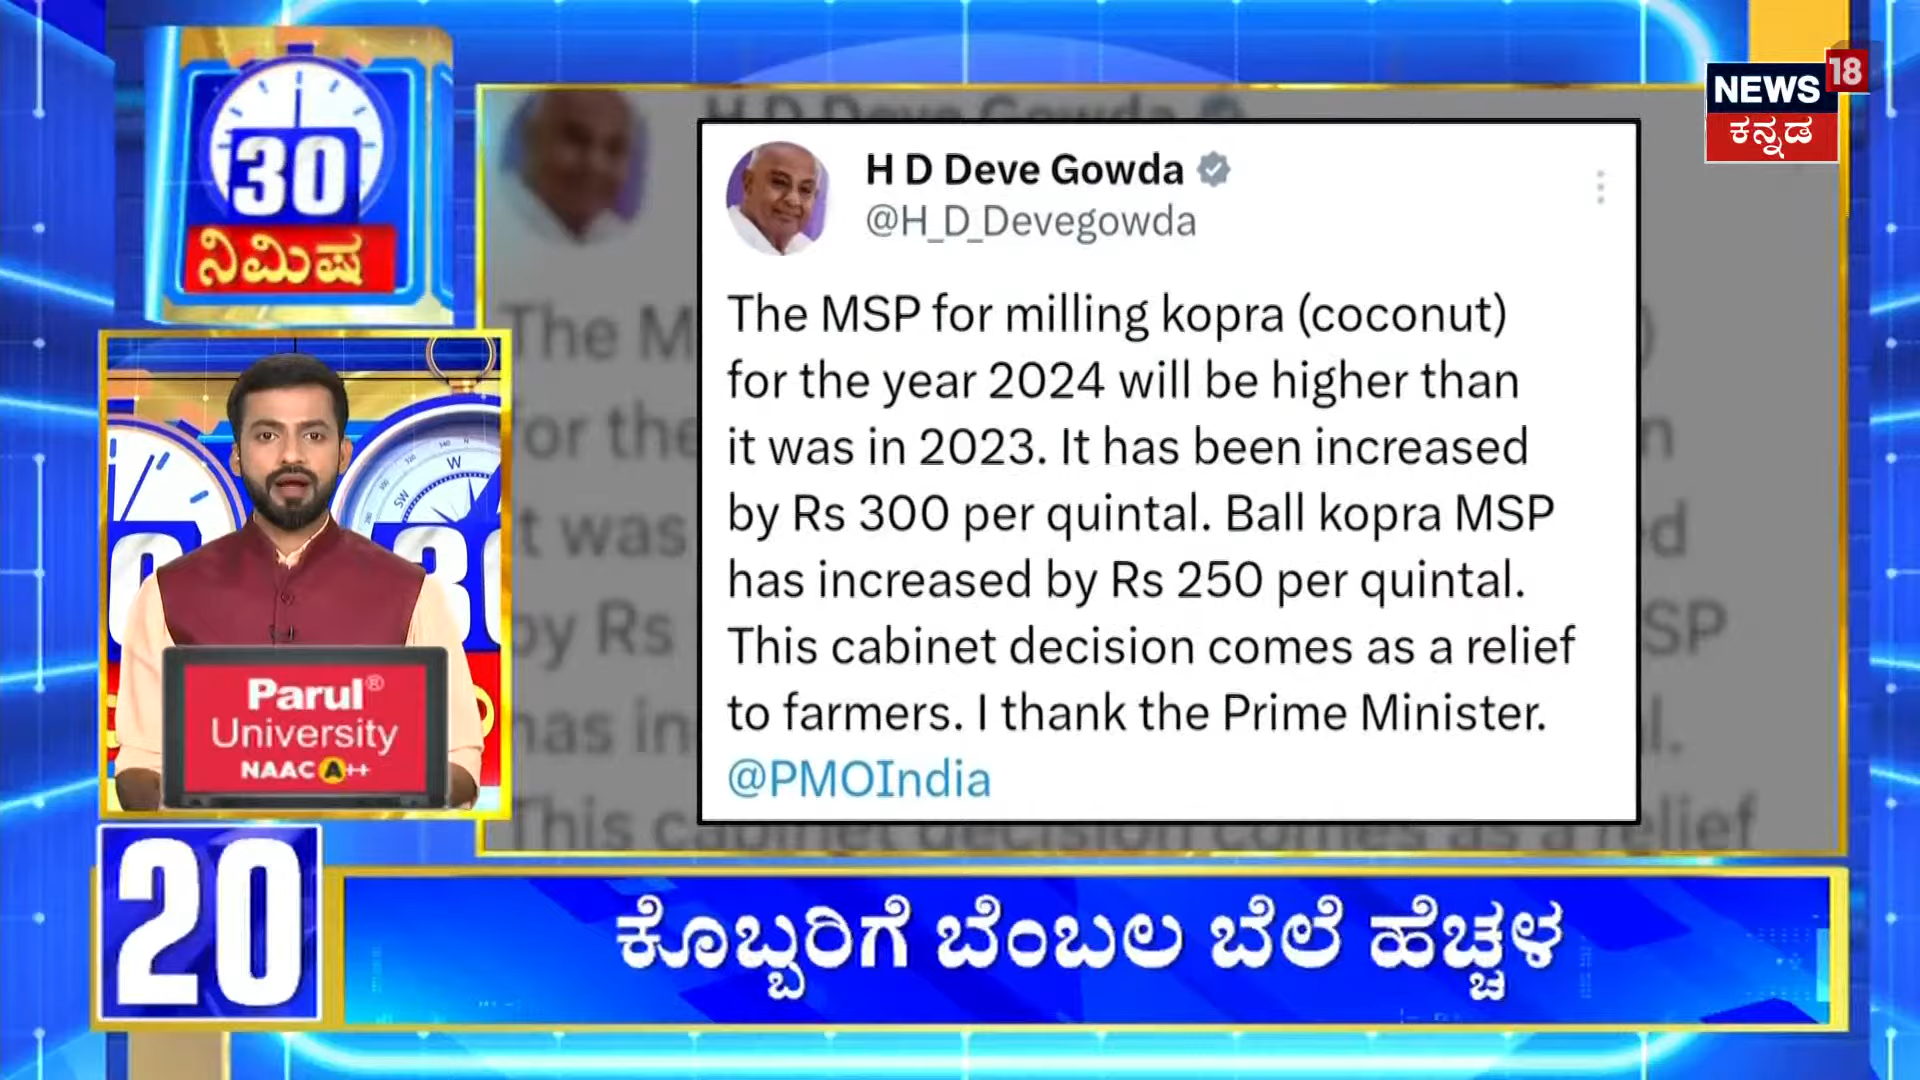 NEWS 18
ಕನ್ನಡ
30
ನಿಮಿಷ
H D Deve Gowda
@H_D_Devegowda
The MSP for milling kopra (coconut)
for the year 2024 will be higher than
it was in 2023. It has been increased
by Rs 300 per quintal. Ball kopra MSP
has increased by Rs 250 per quintal.
This cabinet decision comes as a relief
to farmers. I thank the Prime Minister.
@PMOIndia
W
SW
Parul®
University
NAAC A++
20
ಕೊಬ್ಬರಿಗೆ ಬೆಂಬಲ ಬೆಲೆ ಹೆಚ್ಚಳ